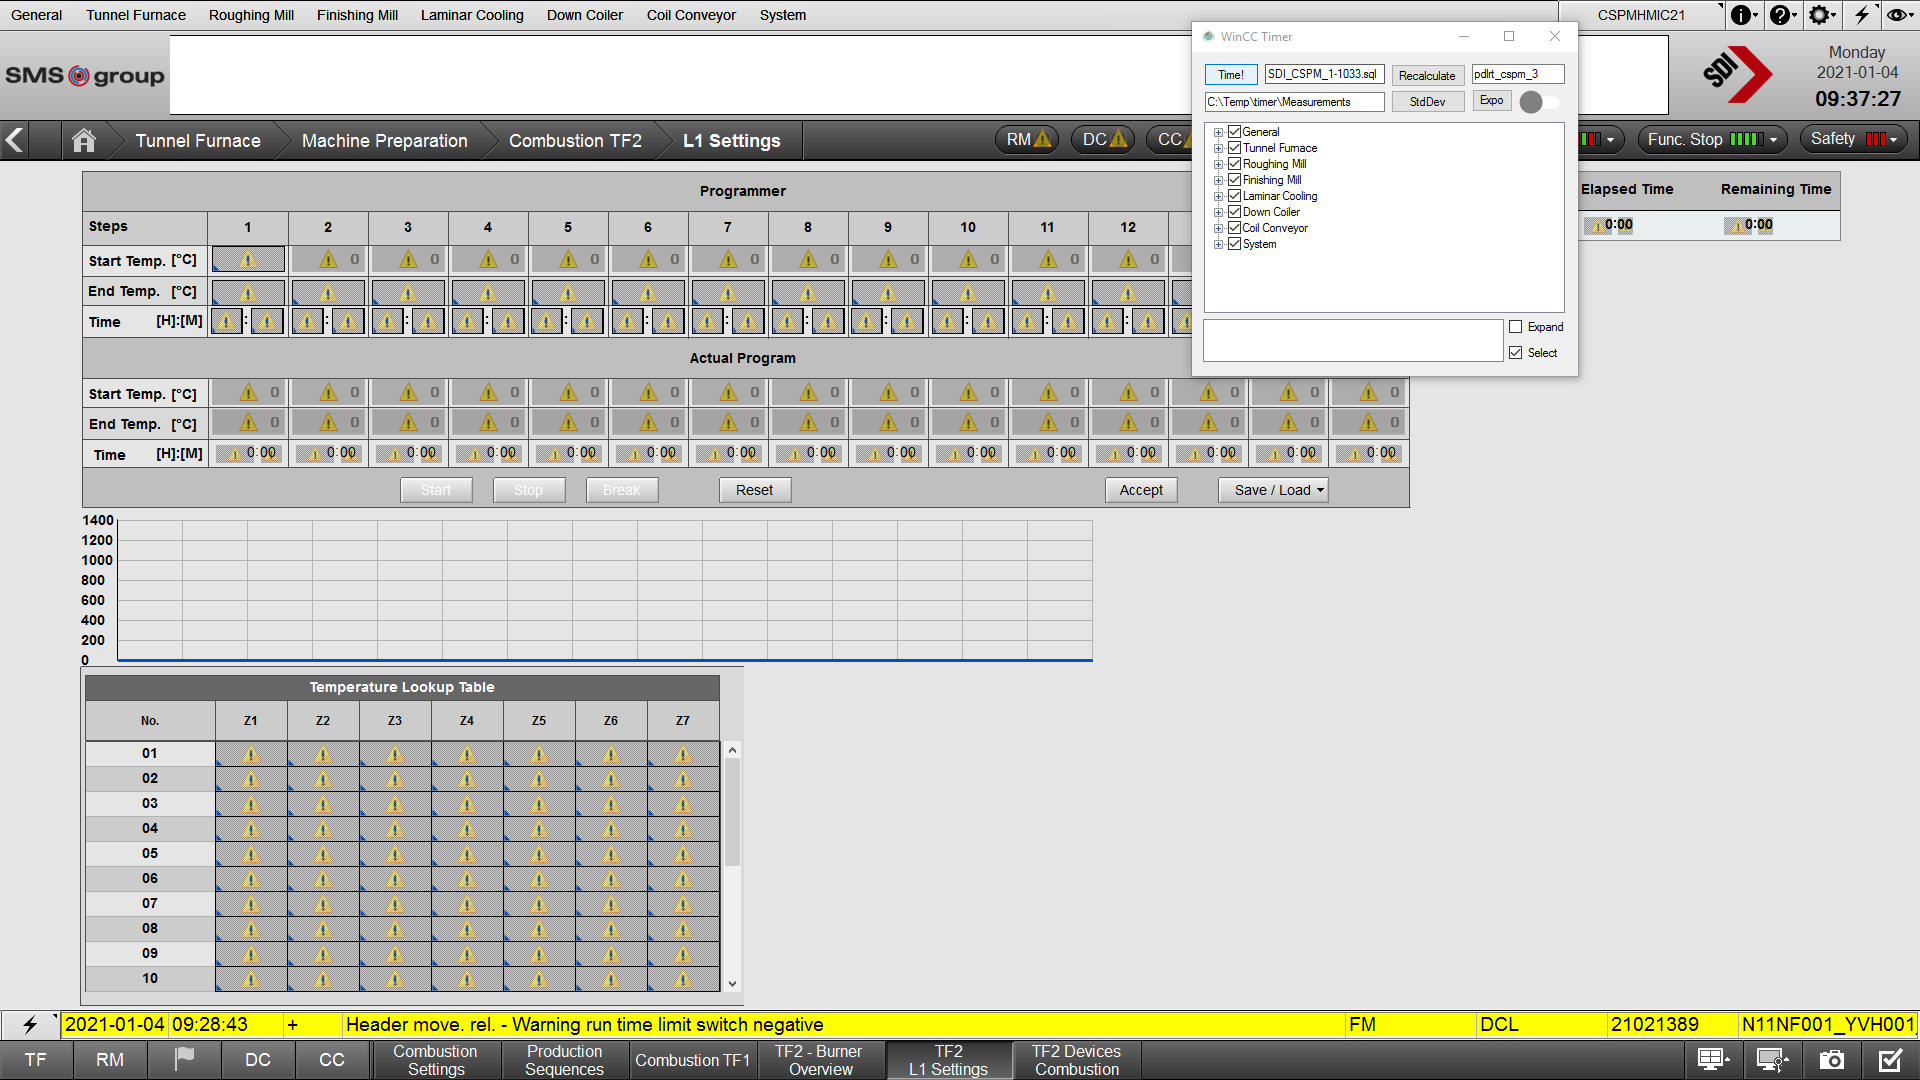 General Tunnel Furnace Roughing Mill Finishing Mill Laminar Cooling Down Coiler Coil Conveyor System CSPMHMIC21
SMS group
SDI
Monday
2021-01-04
09:37:27
WinCC Timer
Time! SDI_CSPM_1-1033.sql Recalculate pdlrt_cspm_3
C:\Temp\timer\Measurements StdDev Expo
General
Tunnel Furnace
Roughing Mill
Finishing Mill
Laminar Cooling
Down Coiler
Coil Conveyor
System
Expand
Select
Tunnel Furnace Machine Preparation Combustion TF2 L1 Settings RM DC CC Func. Stop Safety
Programmer
Elapsed Time Remaining Time
0:00 0:00
Steps 1 2 3 4 5 6 7 8 9 10 11 12
Start Temp. [°C] 0 0 0 0 0 0 0 0 0 0 0
End Temp. [°C]
Time [H]:[M] : : : : : : : : : : : :
Actual Program
Start Temp. [°C] 0 0 0 0 0 0 0 0 0 0 0 0 0 0 0
End Temp. [°C] 0 0 0 0 0 0 0 0 0 0 0 0 0 0 0
Time [H]:[M] 0:00 0:00 0:00 0:00 0:00 0:00 0:00 0:00 0:00 0:00 0:00 0:00 0:00 0:00 0:00
Start Stop Break Reset Accept Save / Load
1400
1200
1000
800
600
400
200
0
Temperature Lookup Table
No. Z1 Z2 Z3 Z4 Z5 Z6 Z7
01
02
03
04
05
06
07
08
09
10
2021-01-04 09:28:43 + Header move. rel. - Warning run time limit switch negative FM DCL 21021389 N11NF001_YVH001
TF RM DC CC Combustion Settings Production Sequences Combustion TF1 TF2 - Burner Overview TF2 L1 Settings TF2 Devices Combustion